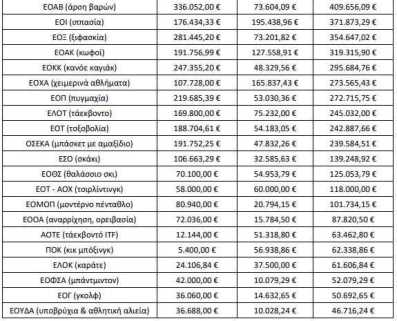 ΕΟΑΒ (άρση βαρών) 336.052,00 € 73.604,09 € 409.656,09 €
ΕΟΙ (ιππασία) 176.434,33 € 195.438,96 € 371.873,29 €
ΕΟΞ (ξιφασκία) 281.445,20 € 73.201,82 € 354.647,02 €
ΕΟΑΚ (κωφοί) 191.756,99 € 127.558,91 € 319.315,90 €
ΕΟΚΚ (κανόε καγιάκ) 247.355,20 € 48.329,56 € 295.684,76 €
ΕΟΧΑ (χειμερινά αθλήματα) 107.728,00 € 165.837,43 € 273.565,43 €
ΕΟΠ (πυγμαχία) 219.685,39 € 53.030,36 € 272.715,75 €
ΕΛΟΤ (τάεκβοντο) 169.800,00 € 75.232,00 € 245.032,00 €
ΕΟΤ (τοξοβολία) 188.704,61 € 54.183,05 € 242.887,66 €
ΟΣΕΚΑ (μπάσκετ με αμαξίδιο) 191.752,25 € 47.832,26 € 239.584,51 €
ΕΣΟ (σκάκι) 106.663,29 € 32.585,63 € 139.248,92 €
ΕΟΘΣ (θαλάσσιο σκι) 70.100,00 € 54.953,79 € 125.053,79 €
ΕΟΤ - ΑΟΧ (τσιρλίντινγκ) 58.000,00 € 60.000,00 € 118.000,00 €
ΕΟΜΟΠ (μοντέρνο πένταθλο) 80.940,00 € 20.794,15 € 101.734,15 €
ΕΟΟΑ (αναρρίχηση, ορειβασία) 72.036,00 € 15.784,50 € 87.820,50 €
ΑΟΤΕ (τάεκβοντό ITF) 12.144,00 € 51.318,80 € 63.462,80 €
ΠΟΚ (κικ μπόξινγκ) 5.400,00 € 56.938,86 € 62.338,86 €
ΕΛΟΚ (καράτε) 24.106,84 € 37.500,00 € 61.606,84 €
ΕΟΦΣΑ (μπάντμιντον) 42.000,00 € 10.079,29 € 52.079,29 €
ΕΟΓ (γκολφ) 36.060,00 € 14.632,65 € 50.692,65 €
ΕΟΥΔΑ (υποβρύχια & αθλητική αλιεία) 36.688,00 € 10.028,24 € 46.716,24 €